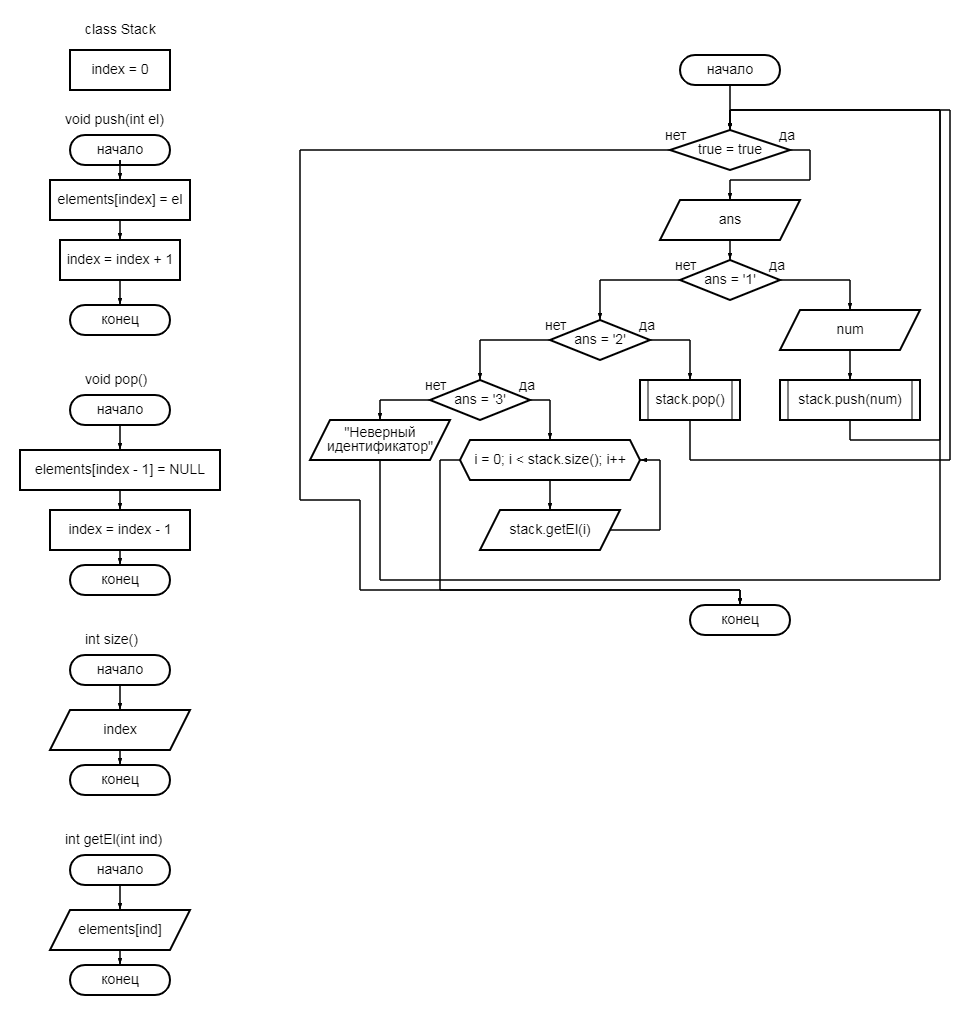 class Stack
index = 0
void push(int el)
начало
elements[index] = el
index = index + 1
конец
void pop()
начало
elements[index - 1] = NULL
index = index - 1
конец
int size()
начало
index
конец
int getEl(int ind)
начало
elements[ind]
конец
начало
нет
да
true = true
ans
нет
да
ans = '1'
num
stack.push(num)
нет
да
ans = '2'
stack.pop()
нет
да
ans = '3'
"Неверный
идентификатор"
i = 0; i < stack.size(); i++
stack.getEl(i)
конец